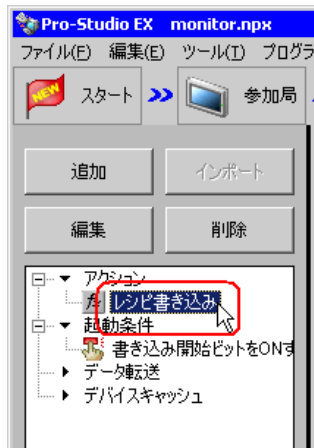 Pro-Studio EX monitor.npx
ファイル(F) 編集(E) ツール(T) プログラ
NEW スタート >> 参加局
追加 インポート
編集 削除
アクション
fx レシピ書き込み
起動条件
書き込み開始ビットをONす
データ転送
デバイスキャッシュ